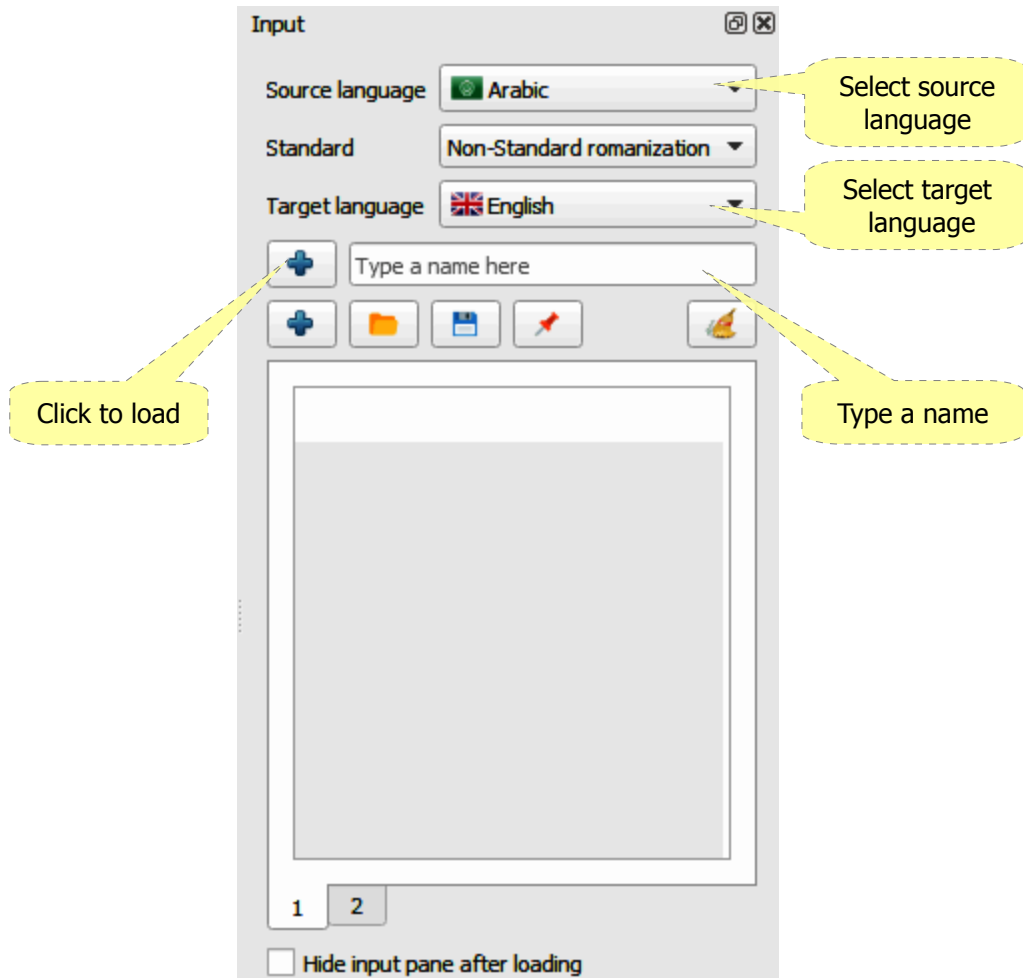 Input
Source language
Arabic
Select source
language
Standard
Non-Standard romanization
Target language
English
Select target
language
Type a name here
Click to load
Type a name
1
2
Hide input pane after loading